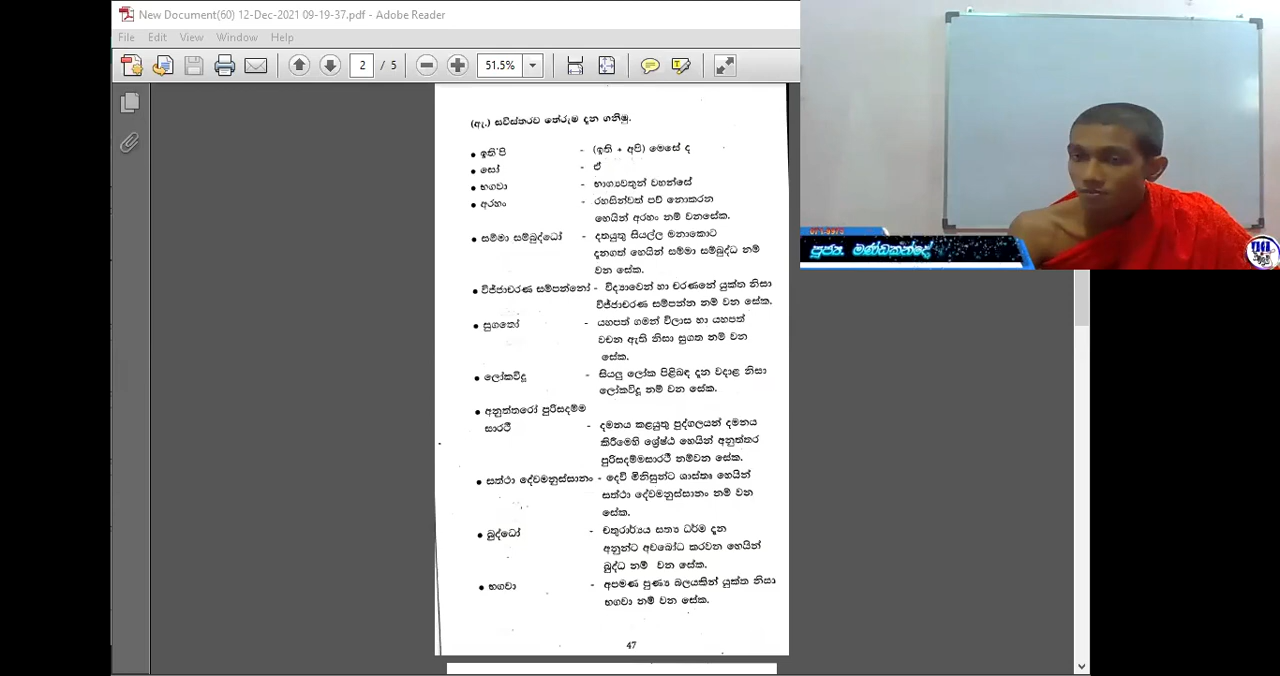 New Document(60) 12-Dec-2021 09-19-37.pdf - Adobe Reader
File Edit View Window Help
2 / 5 51.5%
(ඇ.) සවිස්තරව තේරුම දැන ගනිමු.
• ඉති'පි - (ඉති + අපි) මෙසේ ද
• සෝ - ඒ
• භගවා - භාග්‍යවතුන් වහන්සේ
• අරහං - රහසින්වත් පව් නොකරන
හෙයින් අරහං නම් වනසේක.
• සම්මා සම්බුද්ධෝ - දතයුතු සියල්ල මනාකොට
දැනගත් හෙයින් සම්මා සම්බුද්ධ නම්
වන සේක.
• විජ්ජාචරණ සම්පන්නෝ - විද්‍යාවෙන් හා චරණනේ යුක්ත නිසා
විජ්ජාචරණ සම්පන්න නම් වන සේක.
• සුගතෝ - යහපත් ගමන් විලාස හා යහපත්
වචන ඇති නිසා සුගත නම් වන
සේක.
• ලෝකවිදූ - සියලු ලෝක පිළිබඳ දැන වදාළ නිසා
ලෝකවිදූ නම් වන සේක.
• අනුත්තරෝ පුරිසදම්ම
සාරථී - දමනය කළයුතු පුද්ගලයන් දමනය
කිරීමෙහි ශ්‍රේෂ්ඨ හෙයින් අනුත්තර
පුරිසදම්මසාරථී නම්වන සේක.
• සත්ථා දේවමනුස්සානං - දෙව් මිනිසුන්ට ශාස්තෘ හෙයින්
සත්ථා දේවමනුස්සානං නම් වන
සේක.
• බුද්ධෝ - චතුරාර්ය්‍ය සත්‍ය ධර්ම දැන
අනුන්ට අවබෝධ කරවන හෙයින්
බුද්ධ නම් වන සේක.
• භගවා - අපමණ පුණ්‍ය බලයකින් යුක්ත නිසා
භගවා නම් වන සේක.
47
පූජ්‍ය මණ්ඩකන්දේ